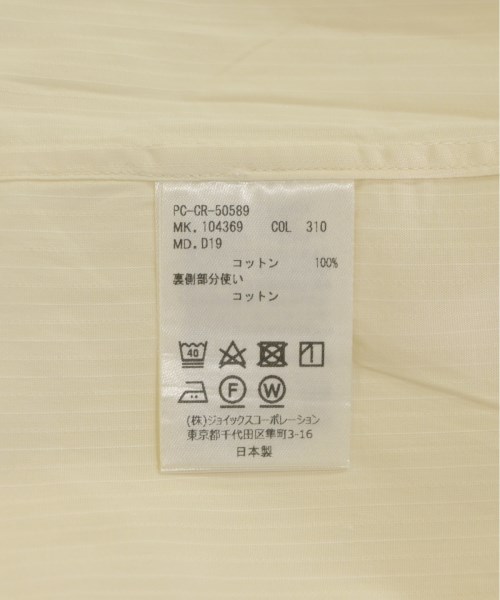 PC-CR-50589
MK.104369 COL 310
MD.D19
コットン 100%
裏側部分使い
コットン
40
F W
(株)ジョイックスコーポレーション
東京都千代田区隼町3-16
日本製